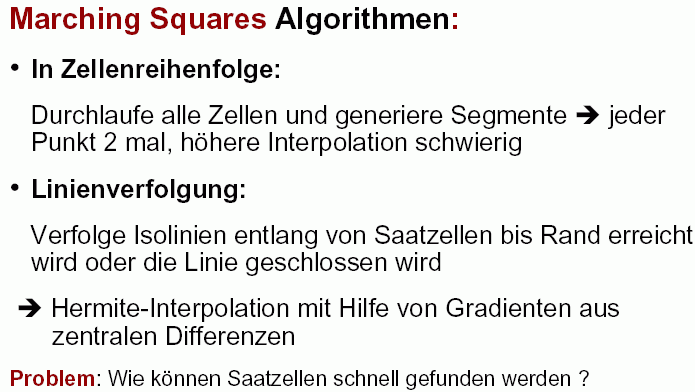 Marching Squares Algorithmen:
• In Zellenreihenfolge:
Durchlaufe alle Zellen und generiere Segmente ➔ jeder
Punkt 2 mal, höhere Interpolation schwierig
• Linienverfolgung:
Verfolge Isolinien entlang von Saatzellen bis Rand erreicht
wird oder die Linie geschlossen wird
➔ Hermite-Interpolation mit Hilfe von Gradienten aus
zentralen Differenzen
Problem: Wie können Saatzellen schnell gefunden werden ?